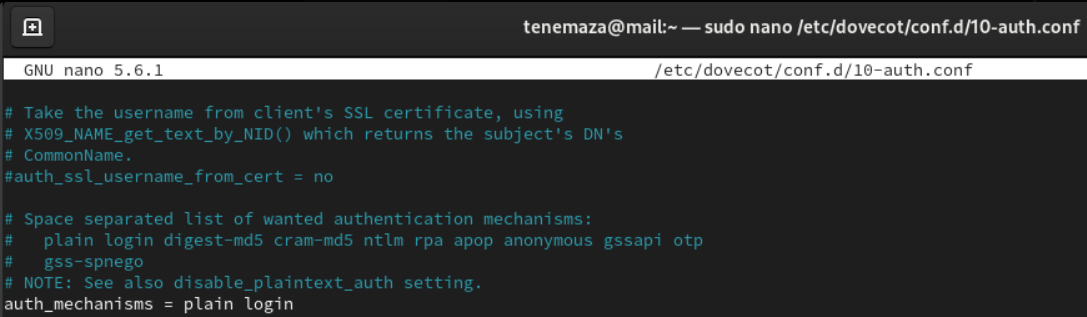 tenemaza@mail:~ — sudo nano /etc/dovecot/conf.d/10-auth.conf
GNU nano 5.6.1 /etc/dovecot/conf.d/10-auth.conf
# Take the username from client's SSL certificate, using
# X509_NAME_get_text_by_NID() which returns the subject's DN's
# CommonName.
#auth_ssl_username_from_cert = no
# Space separated list of wanted authentication mechanisms:
#   plain login digest-md5 cram-md5 ntlm rpa apop anonymous gssapi otp
#   gss-spnego
# NOTE: See also disable_plaintext_auth setting.
auth_mechanisms = plain login